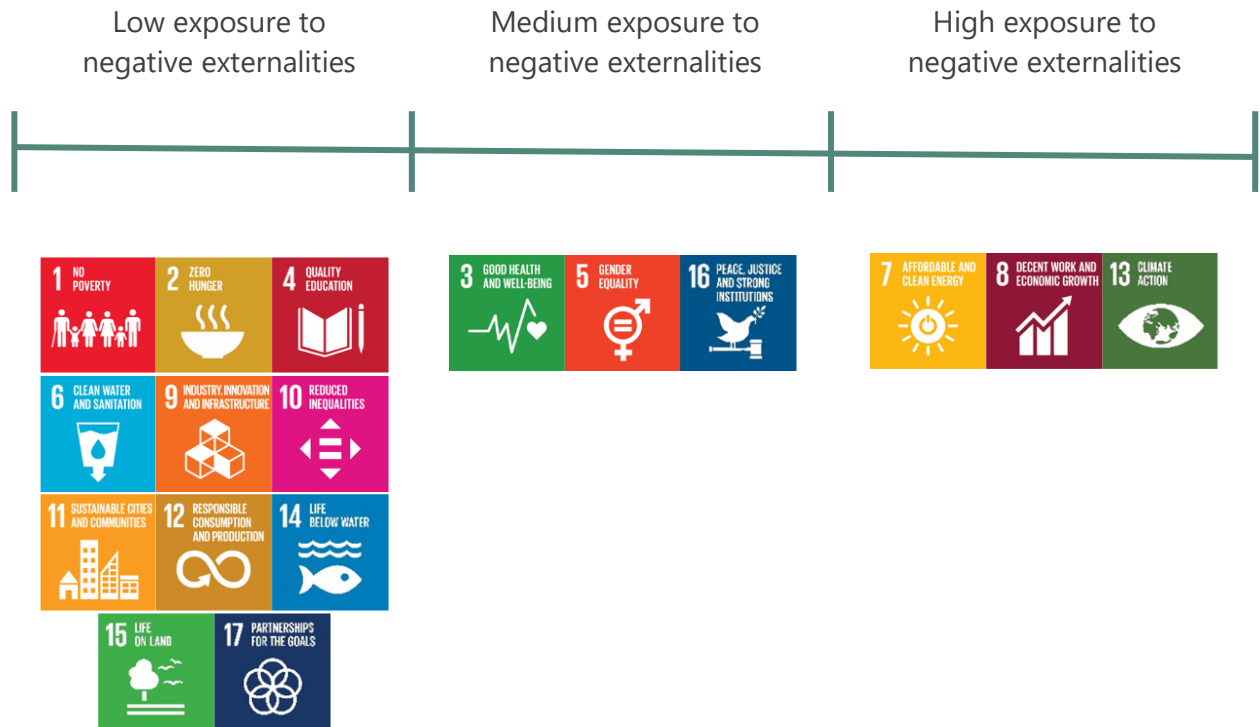 Low exposure to
negative externalities
Medium exposure to
negative externalities
High exposure to
negative externalities
1 NO
POVERTY
2 ZERO
HUNGER
4 QUALITY
EDUCATION
3 GOOD HEALTH
AND WELL-BEING
5 GENDER
EQUALITY
16 PEACE, JUSTICE
AND STRONG
INSTITUTIONS
7 AFFORDABLE AND
CLEAN ENERGY
8 DECENT WORK AND
ECONOMIC GROWTH
13 CLIMATE
ACTION
6 CLEAN WATER
AND SANITATION
9 INDUSTRY, INNOVATION
AND INFRASTRUCTURE
10 REDUCED
INEQUALITIES
11 SUSTAINABLE CITIES
AND COMMUNITIES
12 RESPONSIBLE
CONSUMPTION
AND PRODUCTION
14 LIFE
BELOW WATER
15 LIFE
ON LAND
17 PARTNERSHIPS
FOR THE GOALS